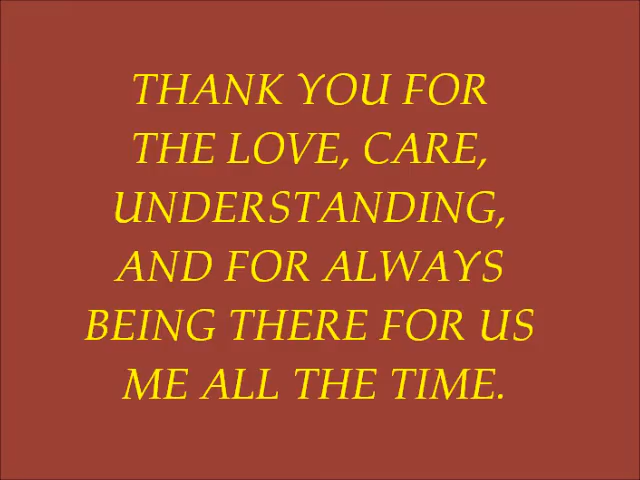 THANK YOU FOR
THE LOVE, CARE,
UNDERSTANDING,
AND FOR ALWAYS
BEING THERE FOR US
ME ALL THE TIME.